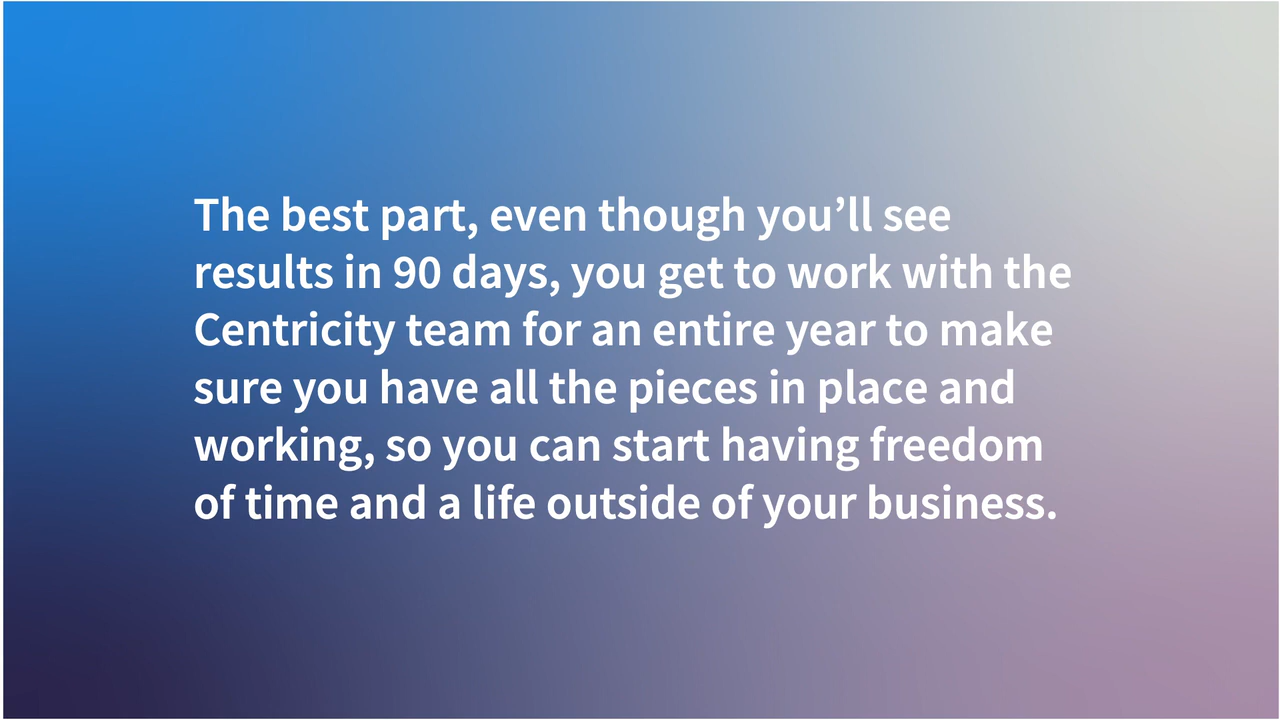 The best part, even though you’ll see
results in 90 days, you get to work with the
Centricity team for an entire year to make
sure you have all the pieces in place and
working, so you can start having freedom
of time and a life outside of your business.